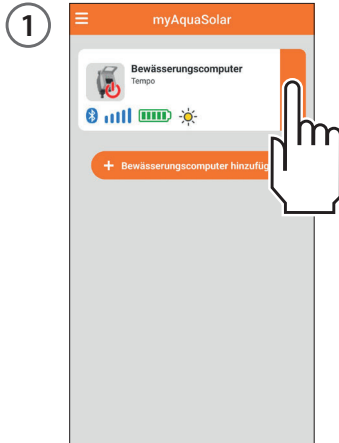 1
myAquaSolar
Bewässerungscomputer
Tempo
+ Bewässerungscomputer hinzufüg